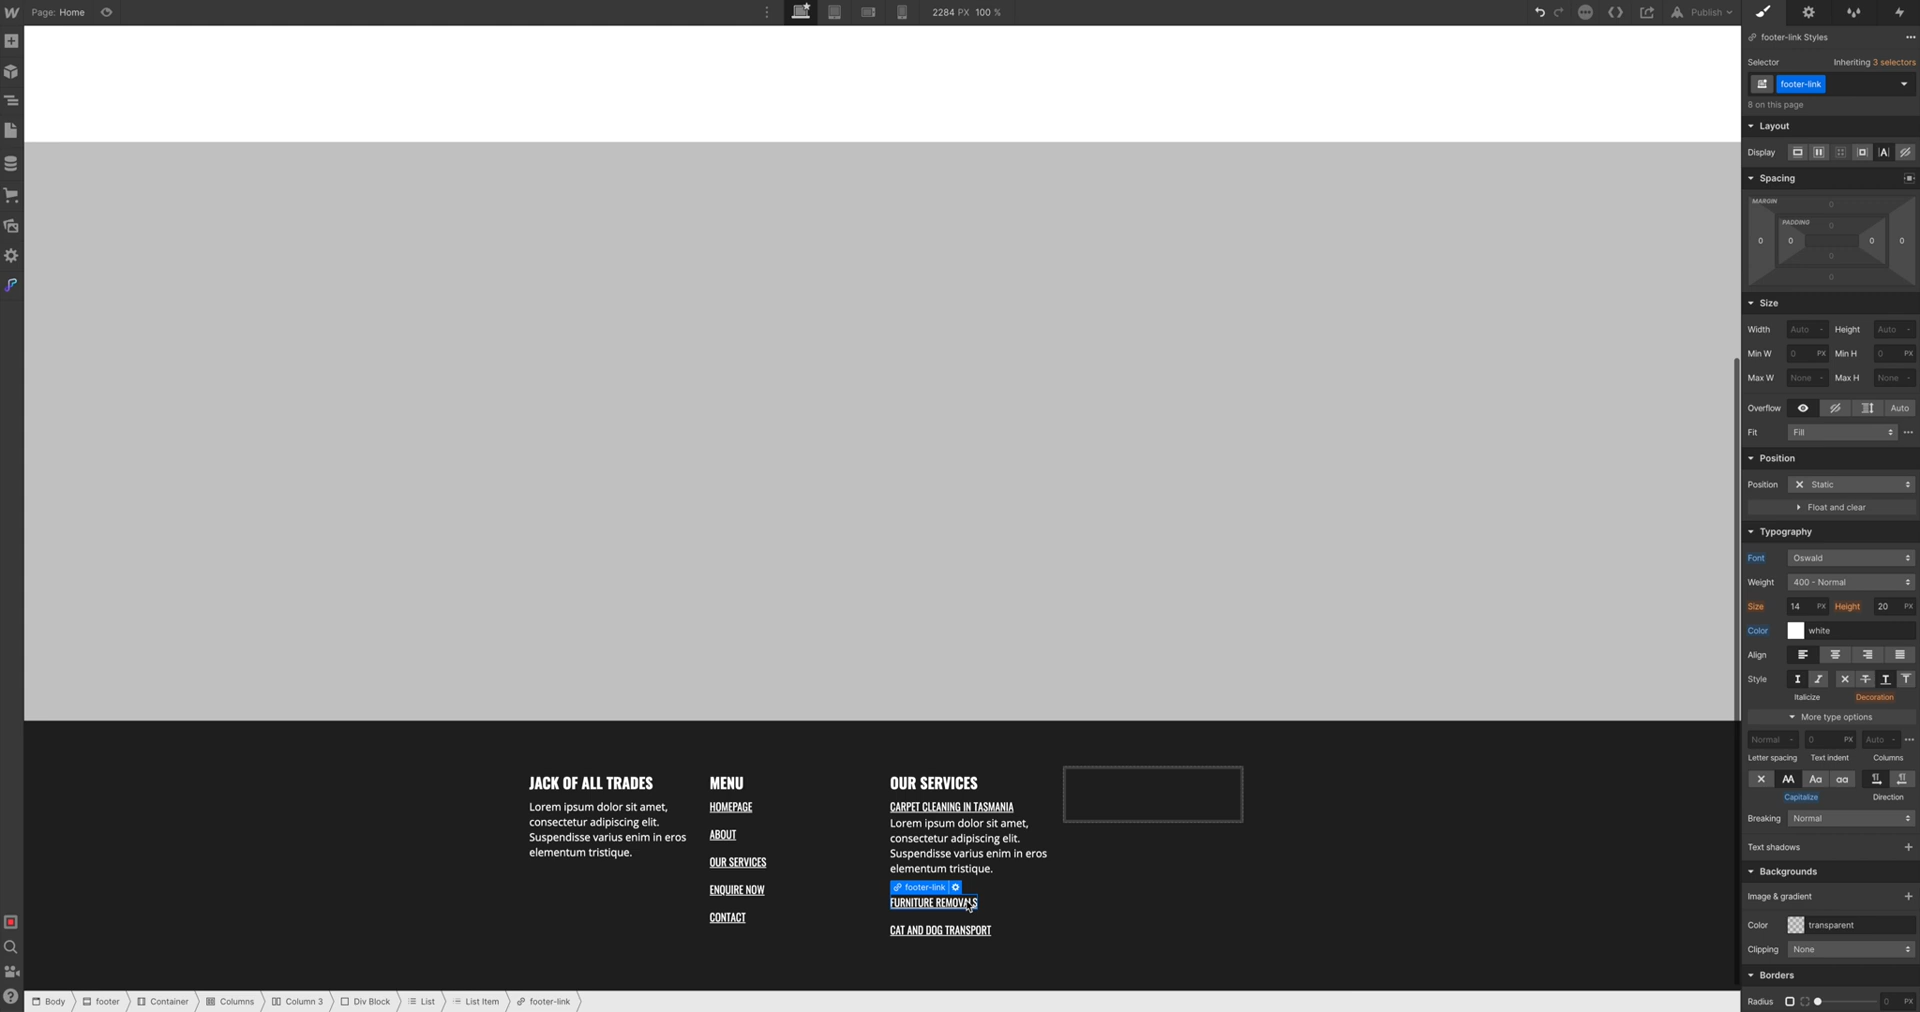 Page: Home
2284 PX 100 %
Publish
footer-link Styles
Selector Inheriting 3 selectors
footer-link
8 on this page
Layout
Display
Spacing
MARGIN
0
PADDING
0
0 0 0 0
0
0
Size
Width Auto - Height Auto -
Min W 0 PX Min H 0 PX
Max W None - Max H None -
Overflow Auto
Fit Fill
Position
Position Static
Float and clear
Typography
Font Oswald
Weight 400 - Normal
Size 14 PX Height 20 PX
Color white
Align
Style
Italicize Decoration
More type options
Normal - 0 PX Auto -
Letter spacing Text indent Columns
AA Aa aa
Capitalize Direction
Breaking Normal
Text shadows
Backgrounds
Image & gradient
Color transparent
Clipping None
Borders
Radius 0 PX
JACK OF ALL TRADES
Lorem ipsum dolor sit amet,
consectetur adipiscing elit.
Suspendisse varius enim in eros
elementum tristique.
MENU
HOMEPAGE
ABOUT
OUR SERVICES
ENQUIRE NOW
CONTACT
OUR SERVICES
CARPET CLEANING IN TASMANIA
Lorem ipsum dolor sit amet,
consectetur adipiscing elit.
Suspendisse varius enim in eros
elementum tristique.
footer-link
FURNITURE REMOVALS
CAT AND DOG TRANSPORT
Body footer Container Columns Column 3 Div Block List List Item footer-link